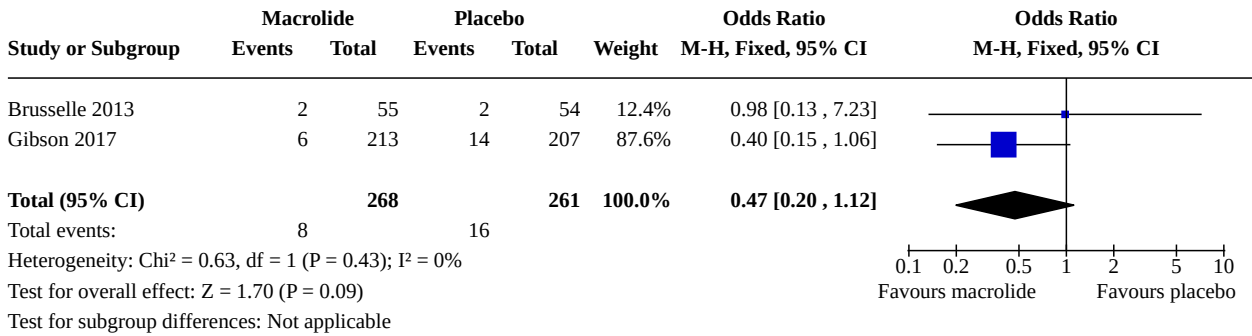 Macrolide Placebo Odds Ratio Odds Ratio
Study or Subgroup Events Total Events Total Weight M-H, Fixed, 95% CI M-H, Fixed, 95% CI
Brusselle 2013 2 55 2 54 12.4% 0.98 [0.13 , 7.23]
Gibson 2017 6 213 14 207 87.6% 0.40 [0.15 , 1.06]
Total (95% CI) 268 261 100.0% 0.47 [0.20 , 1.12]
Total events: 8 16
Heterogeneity: Chi² = 0.63, df = 1 (P = 0.43); I² = 0%
0.1 0.2 0.5 1 2 5 10
Test for overall effect: Z = 1.70 (P = 0.09)
Favours macrolide Favours placebo
Test for subgroup differences: Not applicable